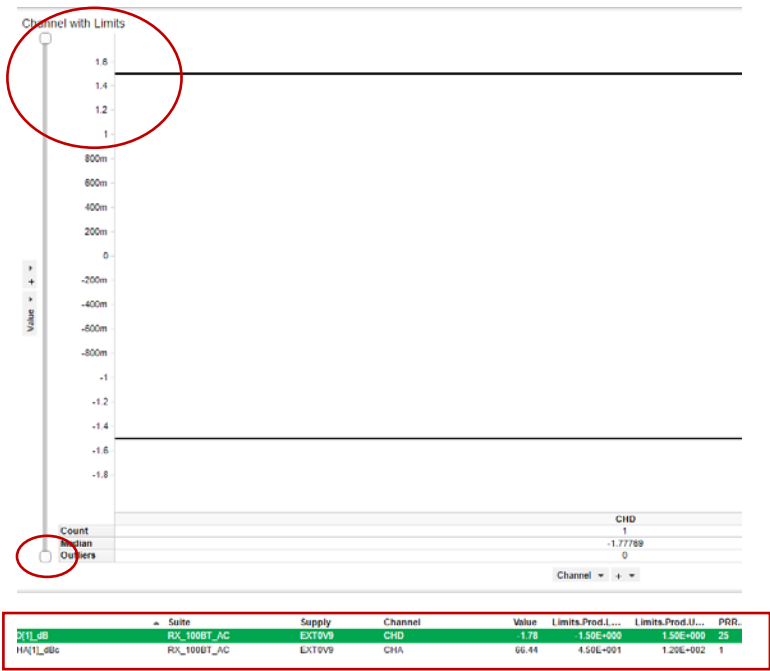 Channel with Limits
1.6
1.4
1.2
1
800m
600m
400m
200m
0
-200m
-400m
-600m
-800m
-1
-1.2
-1.4
-1.6
-1.8
Value
+
CHD
Count 1
Median -1.77769
Outliers 0
Channel +
Suite Supply Channel Value Limits.Prod.L... Limits.Prod.U... PRR..
D[1]_dB RX_100BT_AC EXT0V9 CHD -1.78 -1.50E+000 1.50E+000 25
HA[1]_dBc RX_100BT_AC EXT0V9 CHA 66.44 4.50E+001 1.20E+002 1